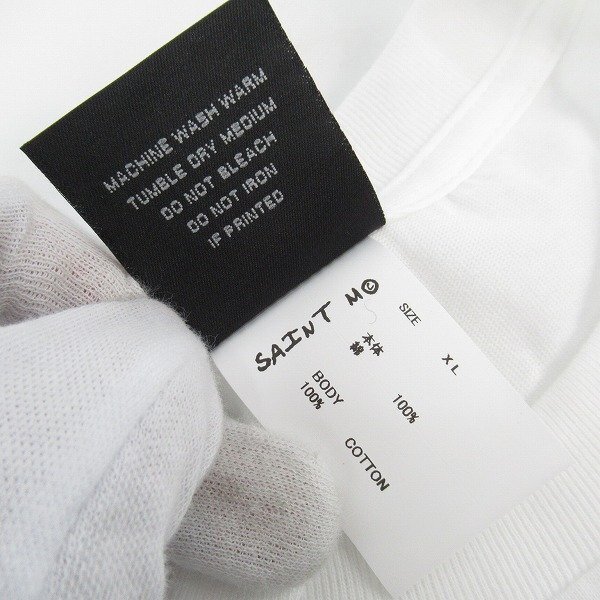 MACHINE WASH WARM
TUMBLE DRY MEDIUM
DO NOT BLEACH
DO NOT IRON
IF PRINTED
SAINT M
SIZE XL
本体
綿 100%
BODY
100% COTTON